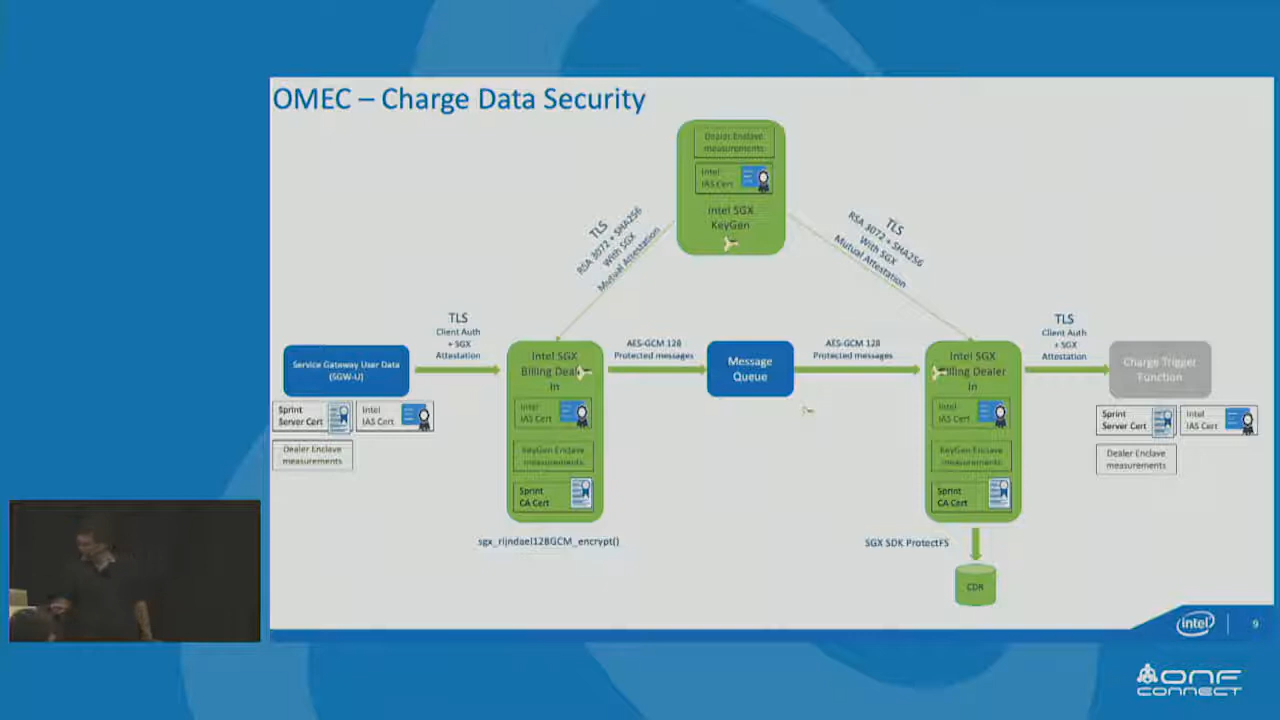 OMEC – Charge Data Security
Dealer Enclave
measurements
Intel
IAS Cert
Intel SGX
KeyGen
TLS
RSA 3072 + SHA256
With SGX
Mutual Attestation
TLS
RSA 3072 + SHA256
With SGX
Mutual Attestation
Service Gateway User Data
(SGW-U)
Sprint
Server Cert
Intel
IAS Cert
Dealer Enclave
measurements
TLS
Client Auth
+ SGX
Attestation
Intel SGX
Billing Dealer
In
Intel
IAS Cert
KeyGen Enclave
measurements
Sprint
CA Cert
sgx_rijndael128GCM_encrypt()
AES-GCM 128
Protected messages
Message
Queue
AES-GCM 128
Protected messages
Intel SGX
Billing Dealer
In
Intel
IAS Cert
KeyGen Enclave
measurements
Sprint
CA Cert
SGX SDK ProtectFS
CDR
TLS
Client Auth
+ SGX
Attestation
Charge Trigger
Function
Sprint
Server Cert
Intel
IAS Cert
Dealer Enclave
measurements
intel
9
ONF
CONNECT